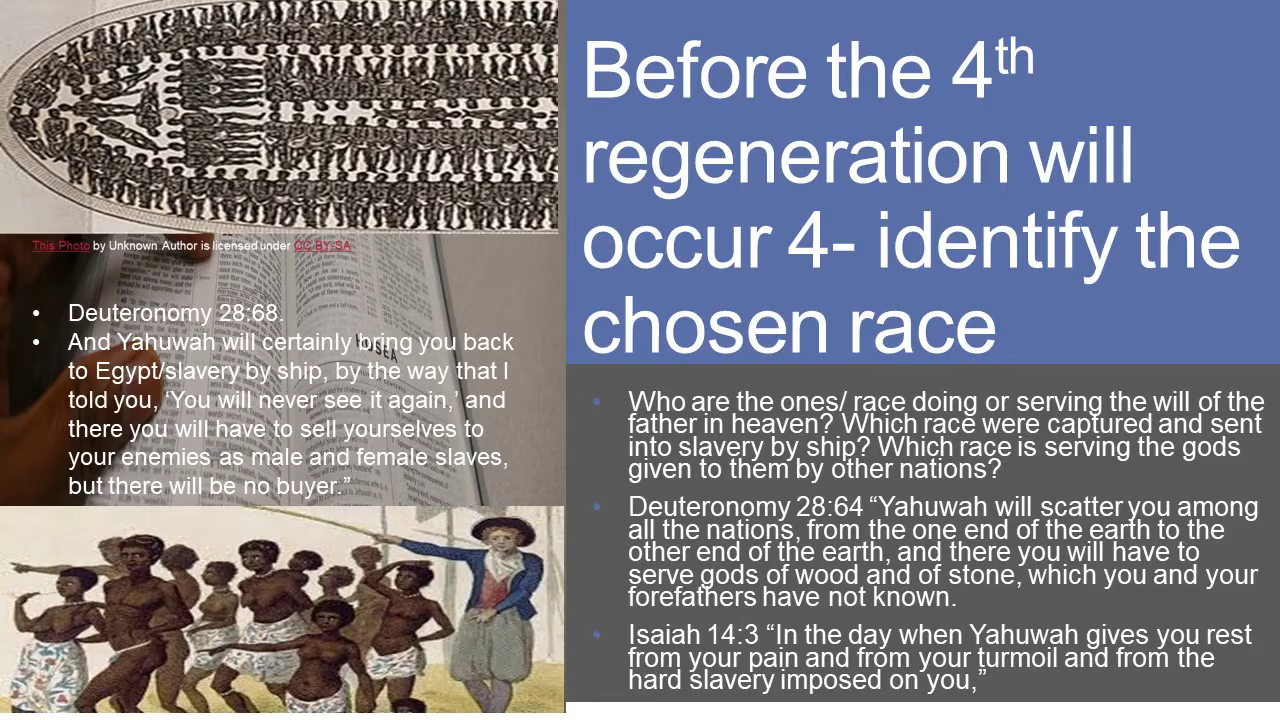 Before the 4th
regeneration will
occur 4- identify the
chosen race
This Photo by Unknown Author is licensed under CC BY-SA
• Deuteronomy 28:68.
• And Yahuwah will certainly bring you back
to Egypt/slavery by ship, by the way that I
told you, ‘You will never see it again,’ and
there you will have to sell yourselves to
your enemies as male and female slaves,
but there will be no buyer.”
HOSEA
• Who are the ones/ race doing or serving the will of the
father in heaven? Which race were captured and sent
into slavery by ship? Which race is serving the gods
given to them by other nations?
• Deuteronomy 28:64 “Yahuwah will scatter you among
all the nations, from the one end of the earth to the
other end of the earth, and there you will have to
serve gods of wood and of stone, which you and your
forefathers have not known.
• Isaiah 14:3 “In the day when Yahuwah gives you rest
from your pain and from your turmoil and from the
hard slavery imposed on you,”